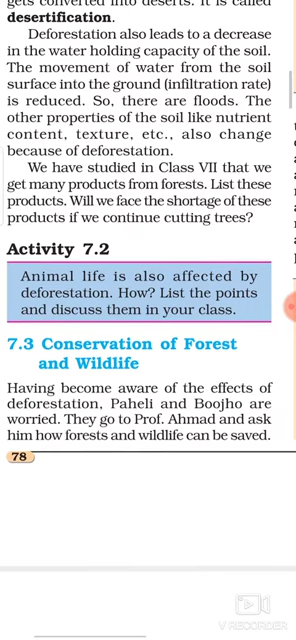 gets converted into deserts. It is called
desertification.
Deforestation also leads to a decrease
in the water holding capacity of the soil.
The movement of water from the soil
surface into the ground (infiltration rate)
is reduced. So, there are floods. The
other properties of the soil like nutrient
content, texture, etc., also change
because of deforestation.
We have studied in Class VII that we
get many products from forests. List these
products. Will we face the shortage of these
products if we continue cutting trees?
Activity 7.2
Animal life is also affected by
deforestation. How? List the points
and discuss them in your class.
7.3 Conservation of Forest
and Wildlife
Having become aware of the effects of
deforestation, Paheli and Boojho are
worried. They go to Prof. Ahmad and ask
him how forests and wildlife can be saved.
78
V RECORDER